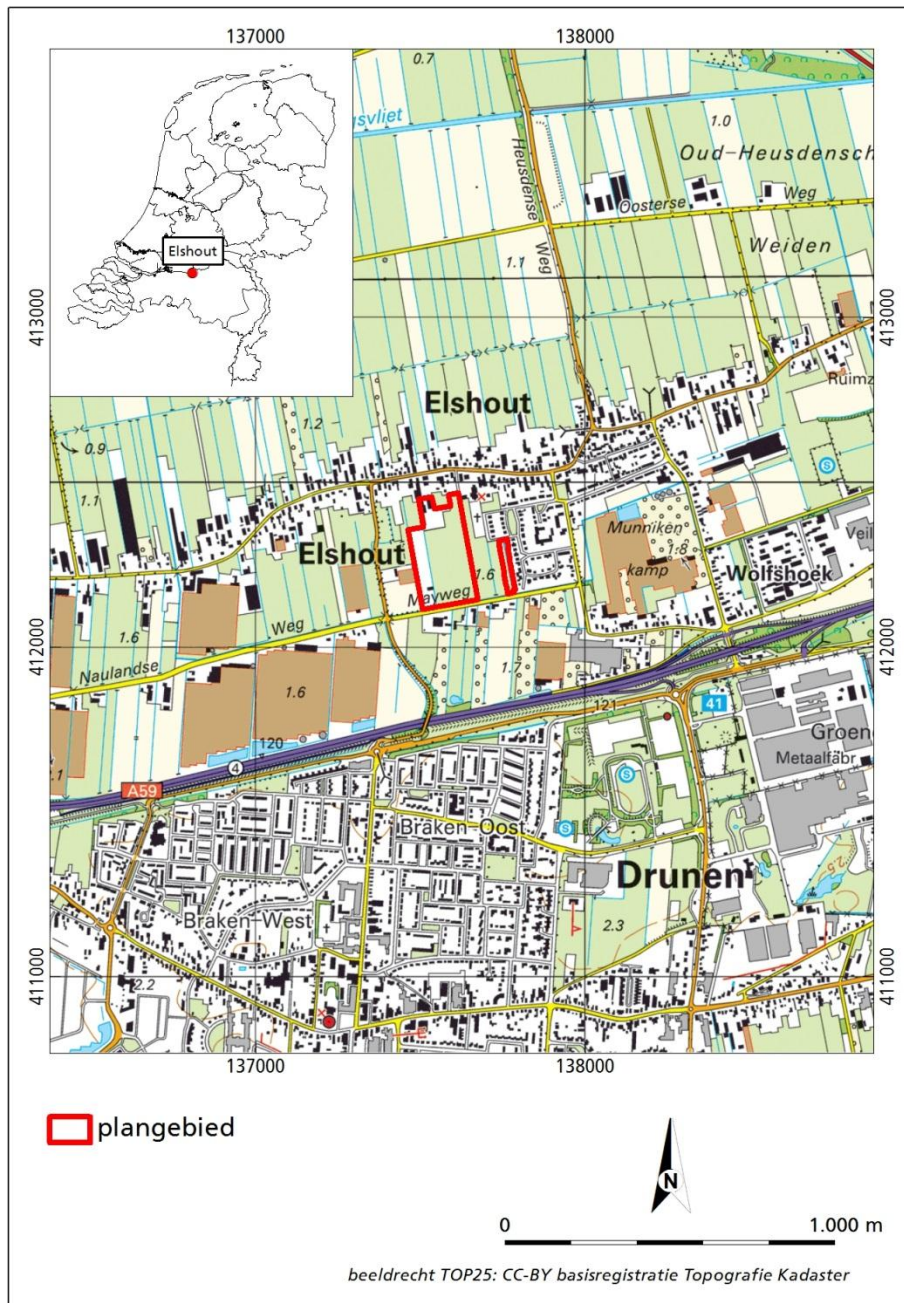 137000
138000
0.7
gsvliet
1.0
Oud-Heusdensch
Heusdense Weg
Oosterse Weg
Elshout
Weiden
1.1
413000
413000
Ruimz
Elshout
1.2
0.9
S
1.1
Munniken
Veil
Elshout
1.8
1.6
kamp
Wolfshoek
Mayweg
Weg
1.6
412000
412000
Naulandse
1.7
1.6
121
41
120
Groen
4
Metaalfabr.
S
A59
Braken-Oost
S
2.5
Drunen
Braken-West
2.3
411000
411000
2.2
137000
138000
plangebied
N
0
1.000 m
beeldrecht TOP25: CC-BY basisregistratie Topografie Kadaster